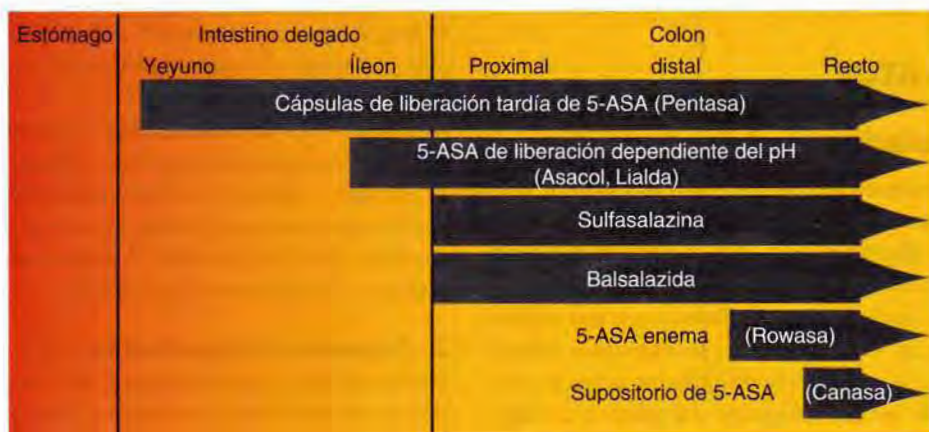 Estómago Intestino delgado Colon
Yeyuno Íleon Proximal distal Recto
Cápsulas de liberación tardía de 5-ASA (Pentasa)
5-ASA de liberación dependiente del pH
(Asacol, Lialda)
Sulfasalazina
Balsalazida
5-ASA enema (Rowasa)
Supositorio de 5-ASA (Canasa)